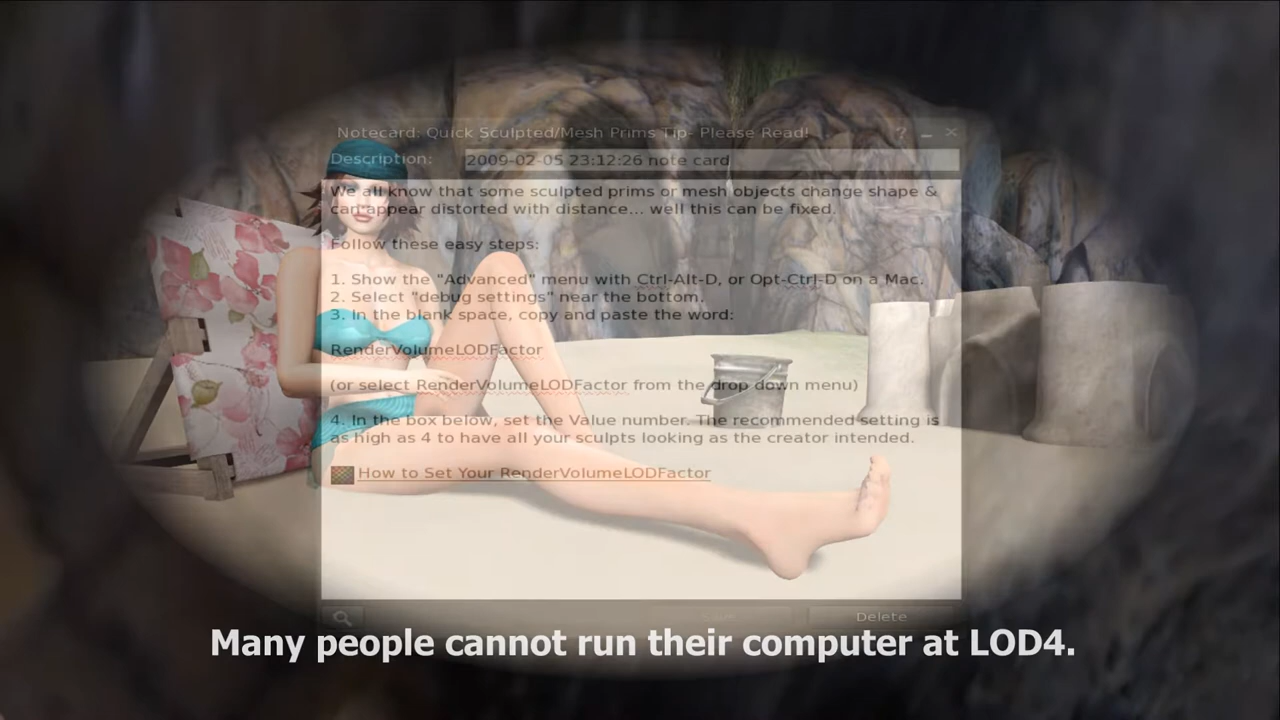 Notecard: Quick Sculpted/Mesh Prims Tip- Please Read!
Description: 2009-02-05 23:12:26 note card
We all know that some sculpted prims or mesh objects change shape &
can appear distorted with distance... well this can be fixed.
Follow these easy steps:
1. Show the "Advanced" menu with Ctrl-Alt-D, or Opt-Ctrl-D on a Mac.
2. Select "debug settings" near the bottom.
3. In the blank space, copy and paste the word:
RenderVolumeLODFactor
(or select RenderVolumeLODFactor from the drop down menu)
4. In the box below, set the Value number. The recommended setting is
as high as 4 to have all your sculpts looking as the creator intended.
How to Set Your RenderVolumeLODFactor
Delete
Many people cannot run their computer at LOD4.